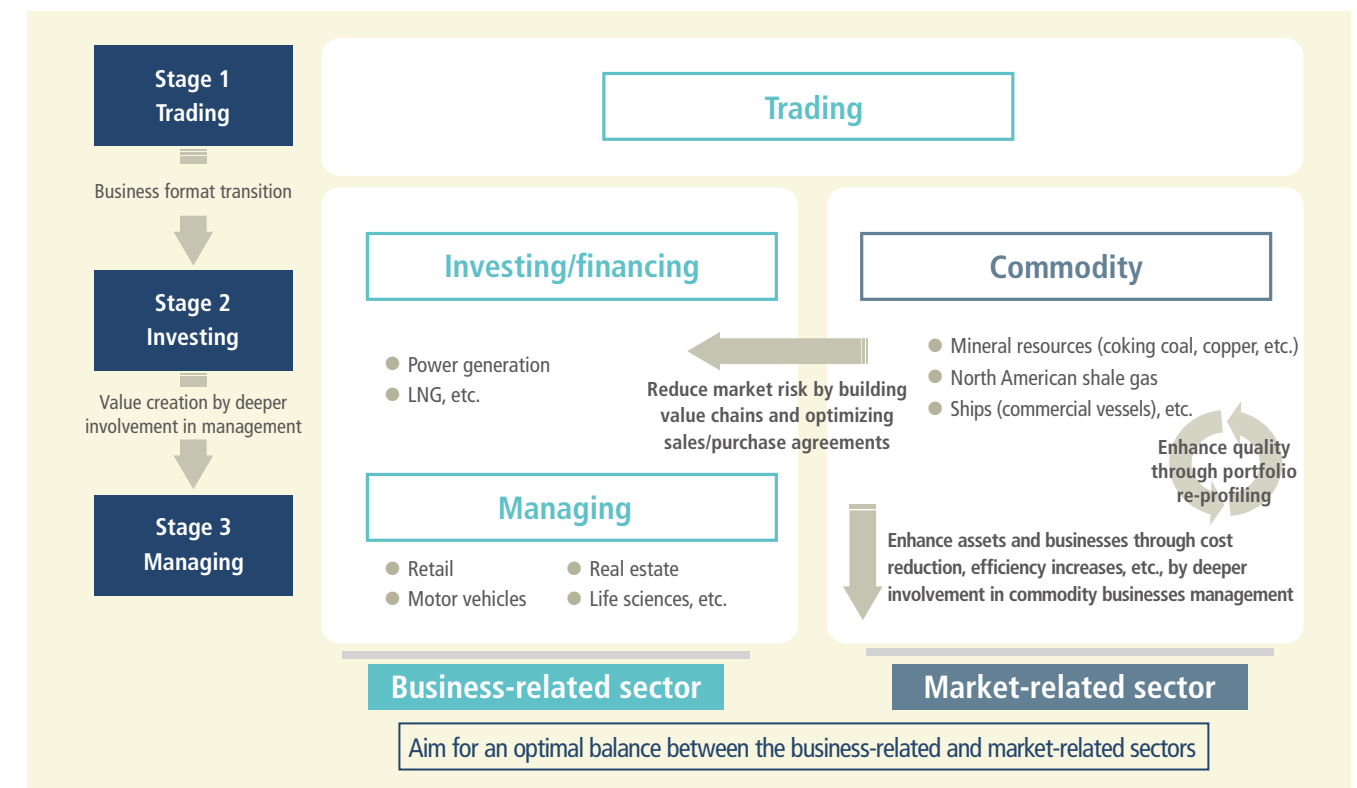 Stage 1
Trading
Business format transition
Stage 2
Investing
Value creation by deeper
involvement in management
Stage 3
Managing
Trading
Investing/financing
● Power generation
● LNG, etc.
Reduce market risk by building
value chains and optimizing
sales/purchase agreements
Managing
● Retail
● Motor vehicles
● Real estate
● Life sciences, etc.
Commodity
● Mineral resources (coking coal, copper, etc.)
● North American shale gas
● Ships (commercial vessels), etc.
Enhance quality
through portfolio
re-profiling
Enhance assets and businesses through cost
reduction, efficiency increases, etc., by deeper
involvement in commodity businesses management
Business-related sector
Market-related sector
Aim for an optimal balance between the business-related and market-related sectors